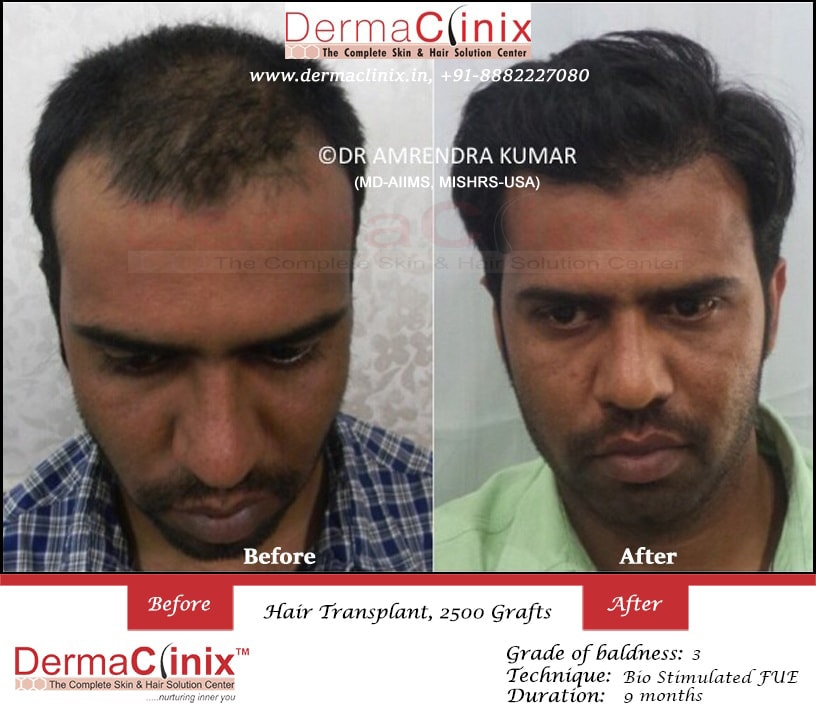 DermaClinix
The Complete Skin & Hair Solution Center
www.dermaclinix.in, +91-8882227080
©DR AMRENDRA KUMAR
(MD-AIIMS, MISHRS-USA)
DermaClinix
The Complete Skin & Hair Solution Center
Before After
Before Hair Transplant, 2500 Grafts After
DermaClinix™
The Complete Skin & Hair Solution Center
.....nurturing inner you
Grade of baldness: 3
Technique: Bio Stimulated FUE
Duration: 9 months